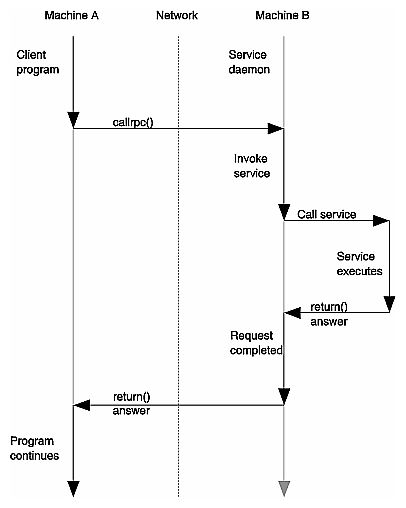 Machine A
Network
Machine B
Client
program
Service
daemon
callrpc()
Invoke
service
Call service
Service
executes
return()
answer
Request
completed
return()
answer
Program
continues